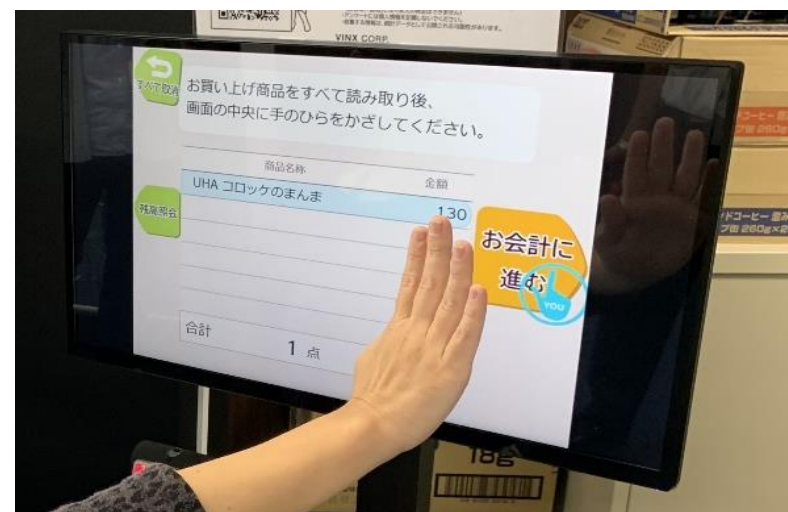 VINX CORP.
すべて取消
お買い上げ商品をすべて読み取り後、
画面の中央に手のひらをかざしてください。
商品名称
金額
UHA コロッケのまんま
130
残高照会
お会計に
進む
YOU
合計
1 点
18g